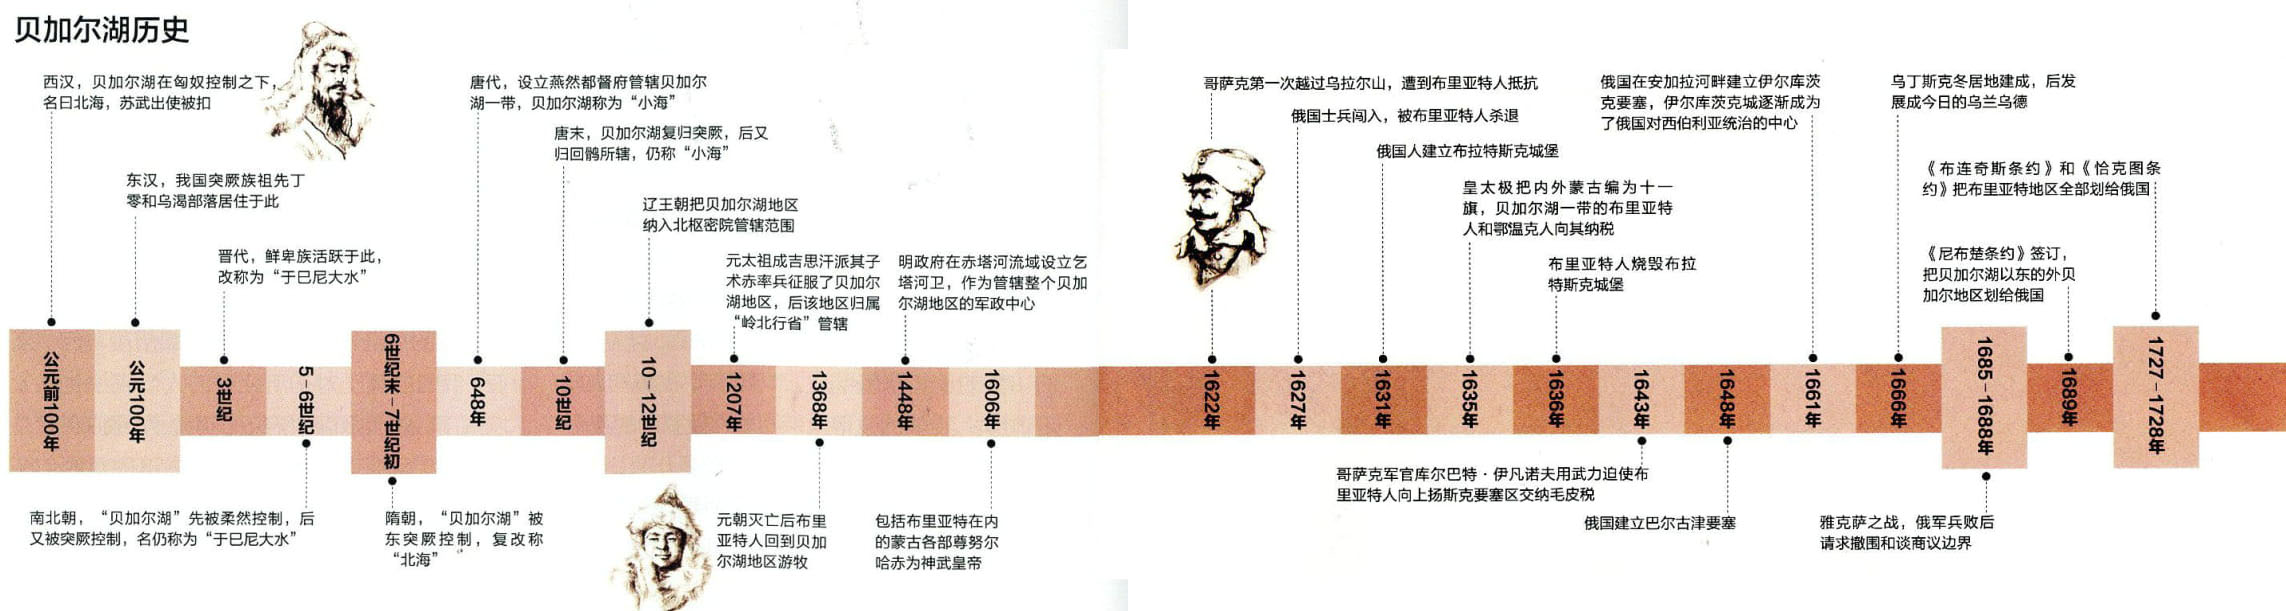 贝加尔湖历史
西汉，贝加尔湖在匈奴控制之下，
名曰北海，苏武出使被扣
东汉，我国突厥族祖先丁
零和乌渴部落居住于此
晋代，鲜卑族活跃于此，
改称为“于巳尼大水”
唐代，设立燕然都督府管辖贝加尔
湖一带，贝加尔湖称为“小海”
唐末，贝加尔湖复归突厥，后又
归回鹘所辖，仍称“小海”
辽王朝把贝加尔湖地区
纳入北枢密院管辖范围
元太祖成吉思汗派其子
术赤率兵征服了贝加尔
湖地区，后该地区归属
“岭北行省”管辖
明政府在赤塔河流域设立乞
塔河卫，作为管辖整个贝加
尔湖地区的军政中心
哥萨克第一次越过乌拉尔山，遭到布里亚特人抵抗
俄国士兵闯入，被布里亚特人杀退
俄国人建立布拉特斯克城堡
皇太极把内外蒙古编为十一
旗，贝加尔湖一带的布里亚特
人和鄂温克人向其纳税
布里亚特人烧毁布拉
特斯克城堡
俄国在安加拉河畔建立伊尔库茨
克要塞，伊尔库茨克城逐渐成为
了俄国对西伯利亚统治的中心
乌丁斯克冬居地建成，后发
展成今日的乌兰乌德
《布连奇斯条约》和《恰克图条
约》把布里亚特地区全部划给俄国
《尼布楚条约》签订，
把贝加尔湖以东的外贝
加尔地区划给俄国
公元前100年
公元100年
3世纪
5-6世纪
6世纪末-7世纪初
648年
10世纪
10-12世纪
1207年
1368年
1448年
1606年
1622年
1627年
1631年
1635年
1636年
1643年
1648年
1661年
1666年
1685-1688年
1689年
1727-1728年
南北朝，“贝加尔湖”先被柔然控制，后
又被突厥控制，名仍称为“于巳尼大水”
隋朝，“贝加尔湖”被
东突厥控制，复改称
“北海”
元朝灭亡后布里
亚特人回到贝加
尔湖地区游牧
包括布里亚特在内
的蒙古各部尊努尔
哈赤为神武皇帝
哥萨克军官库尔巴特·伊凡诺夫用武力迫使布
里亚特人向上扬斯克要塞区交纳毛皮税
俄国建立巴尔古津要塞
雅克萨之战，俄军兵败后
请求撤围和谈商议边界